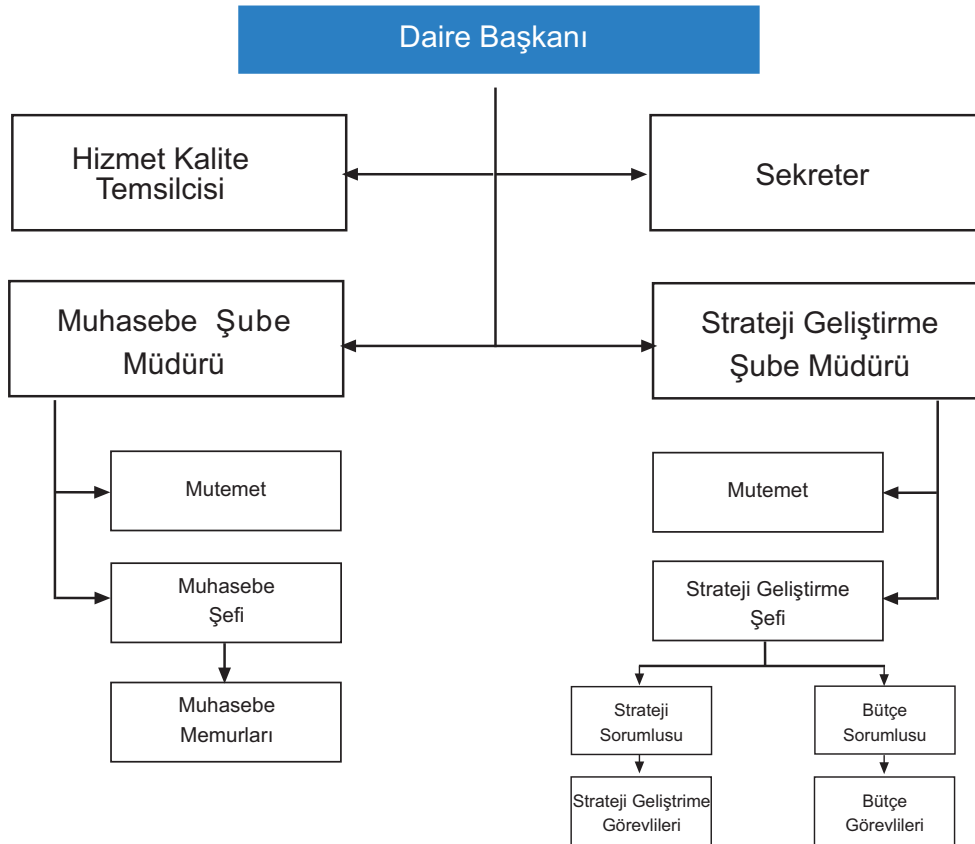 Daire Başkanı
Hizmet Kalite
Temsilcisi
Sekreter
Muhasebe Şube
Müdürü
Strateji Geliştirme
Şube Müdürü
Mutemet
Mutemet
Muhasebe
Şefi
Strateji Geliştirme
Şefi
Muhasebe
Memurları
Strateji
Sorumlusu
Bütçe
Sorumlusu
Strateji Geliştrime
Görevlileri
Bütçe
Görevlileri